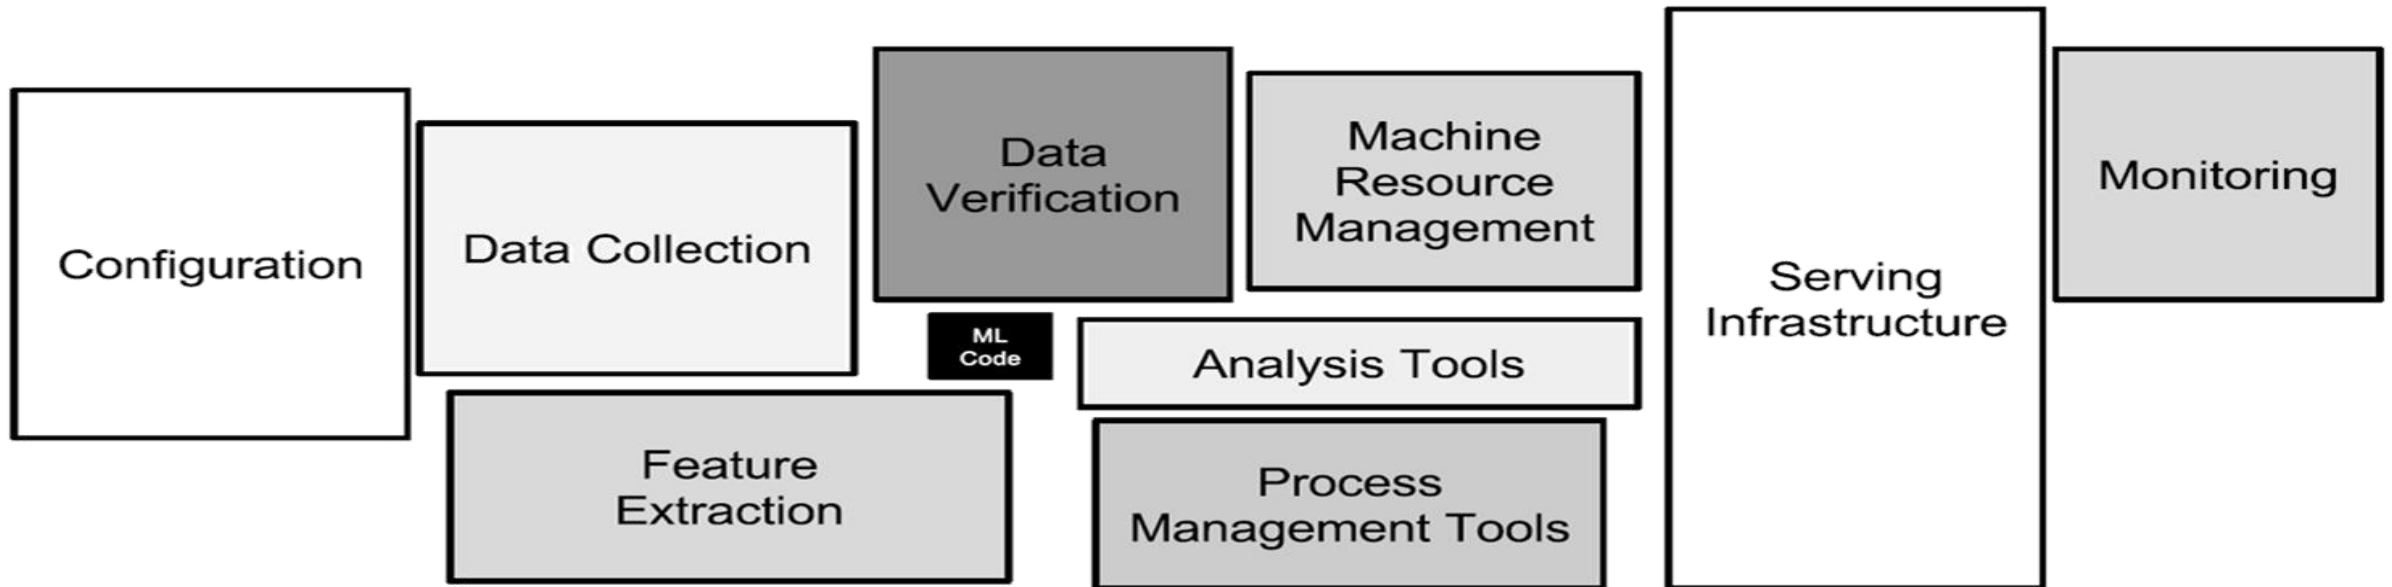 Configuration
Data Collection
Feature
Extraction
Data
Verification
ML
Code
Machine
Resource
Management
Analysis Tools
Process
Management Tools
Serving
Infrastructure
Monitoring